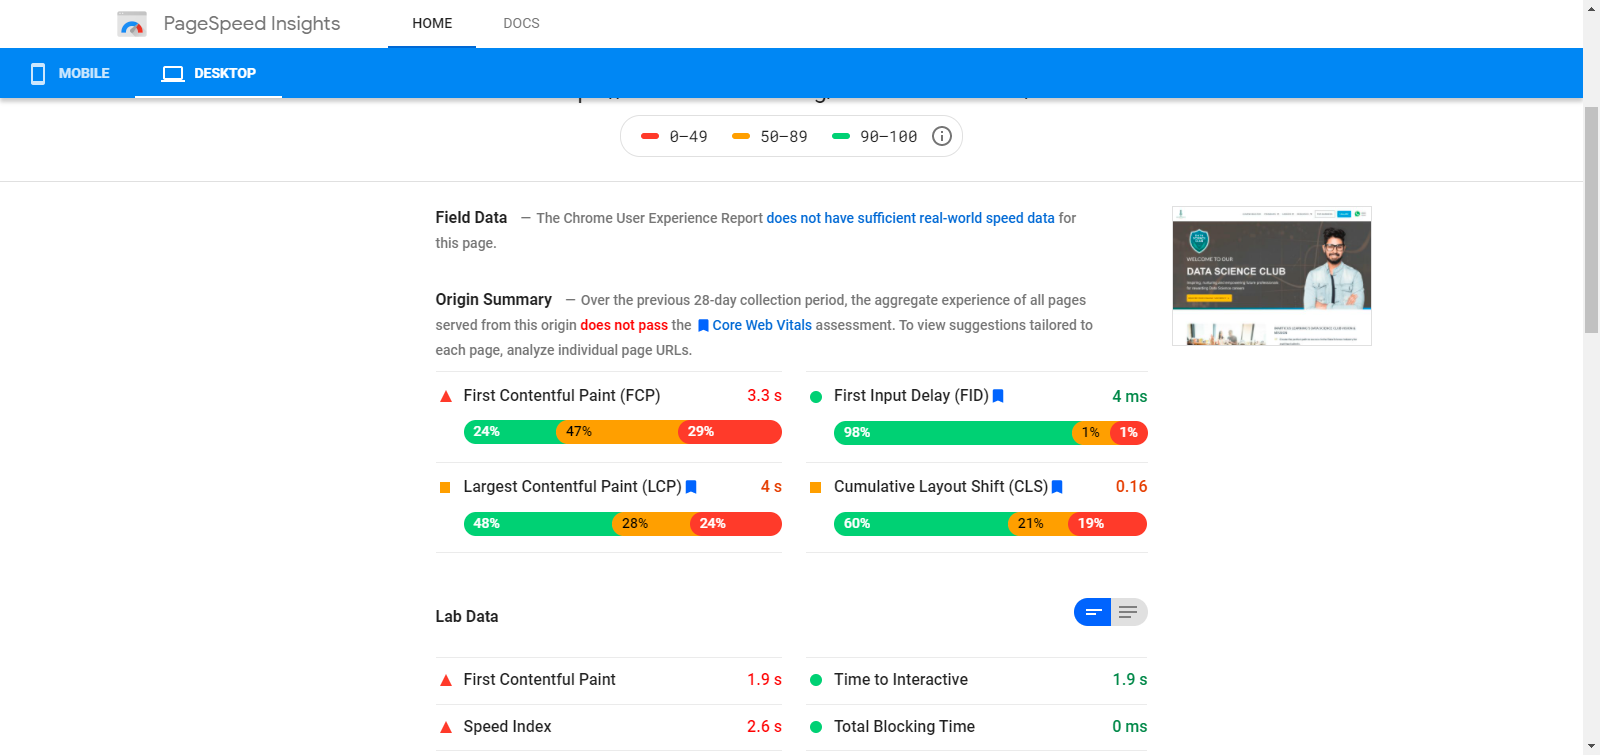 PageSpeed Insights
HOME
DOCS
MOBILE
DESKTOP
0–49
50–89
90–100
Field Data — The Chrome User Experience Report does not have sufficient real-world speed data for
this page.
Origin Summary — Over the previous 28-day collection period, the aggregate experience of all pages
served from this origin does not pass the Core Web Vitals assessment. To view suggestions tailored to
each page, analyze individual page URLs.
WELCOME TO OUR
DATA SCIENCE CLUB
First Contentful Paint (FCP) 3.3 s
24% 47% 29%
First Input Delay (FID) 4 ms
98% 1% 1%
Largest Contentful Paint (LCP) 4 s
48% 28% 24%
Cumulative Layout Shift (CLS) 0.16
60% 21% 19%
Lab Data
First Contentful Paint 1.9 s
Time to Interactive 1.9 s
Speed Index 2.6 s
Total Blocking Time 0 ms